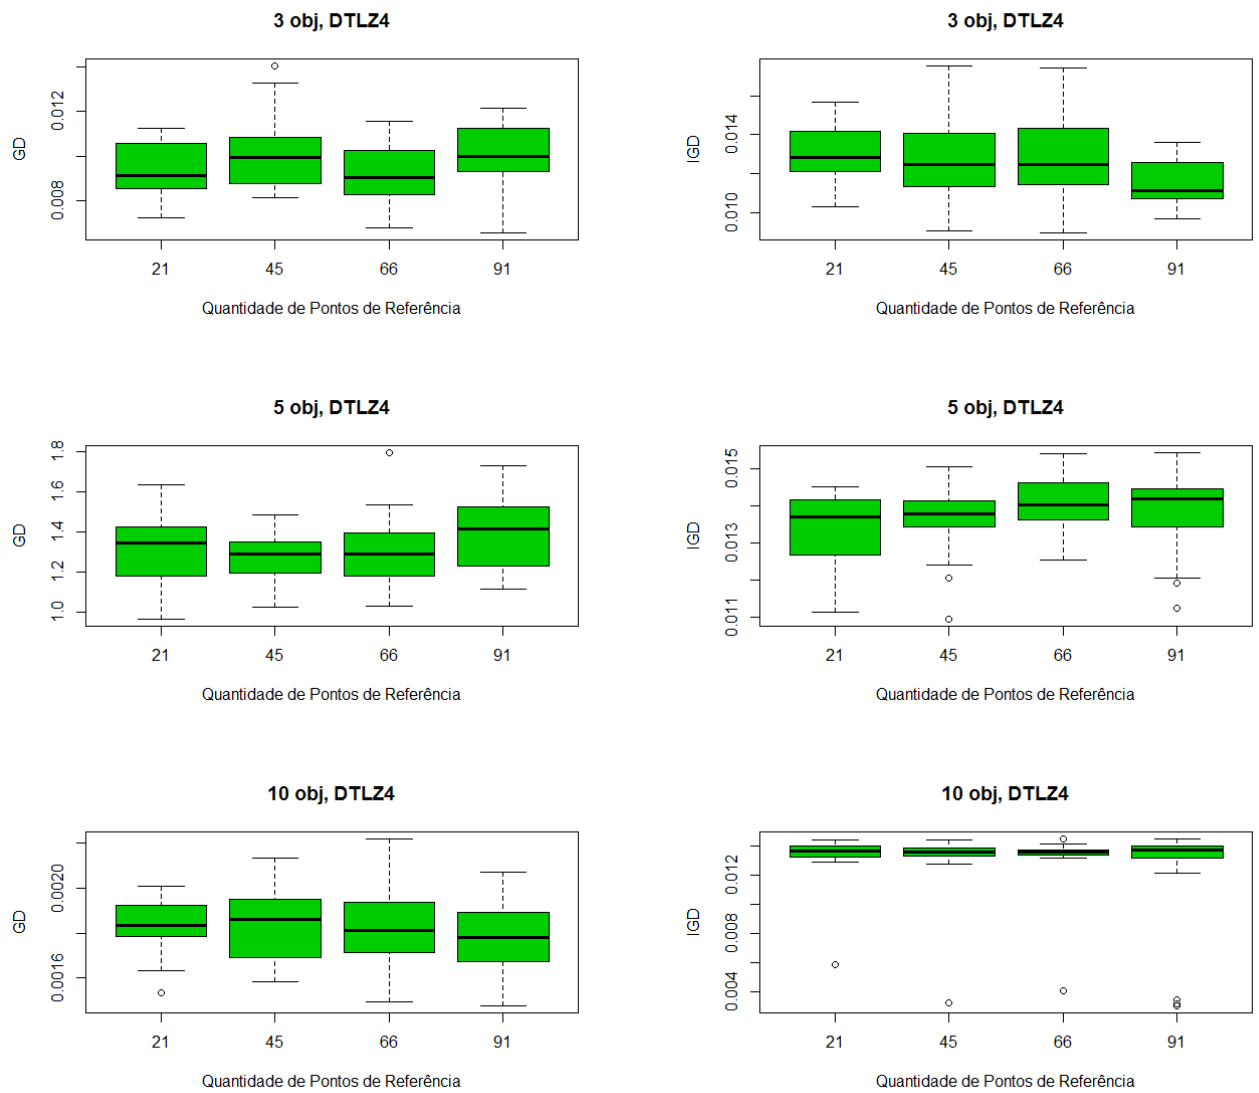 3 obj, DTLZ4
GD
0.012
0.008
21 45 66 91
Quantidade de Pontos de Referência
3 obj, DTLZ4
IGD
0.014
0.010
21 45 66 91
Quantidade de Pontos de Referência
5 obj, DTLZ4
GD
1.8
1.6
1.4
1.2
1.0
21 45 66 91
Quantidade de Pontos de Referência
5 obj, DTLZ4
IGD
0.015
0.013
0.011
21 45 66 91
Quantidade de Pontos de Referência
10 obj, DTLZ4
GD
0.0020
0.0016
21 45 66 91
Quantidade de Pontos de Referência
10 obj, DTLZ4
IGD
0.012
0.008
0.004
21 45 66 91
Quantidade de Pontos de Referência